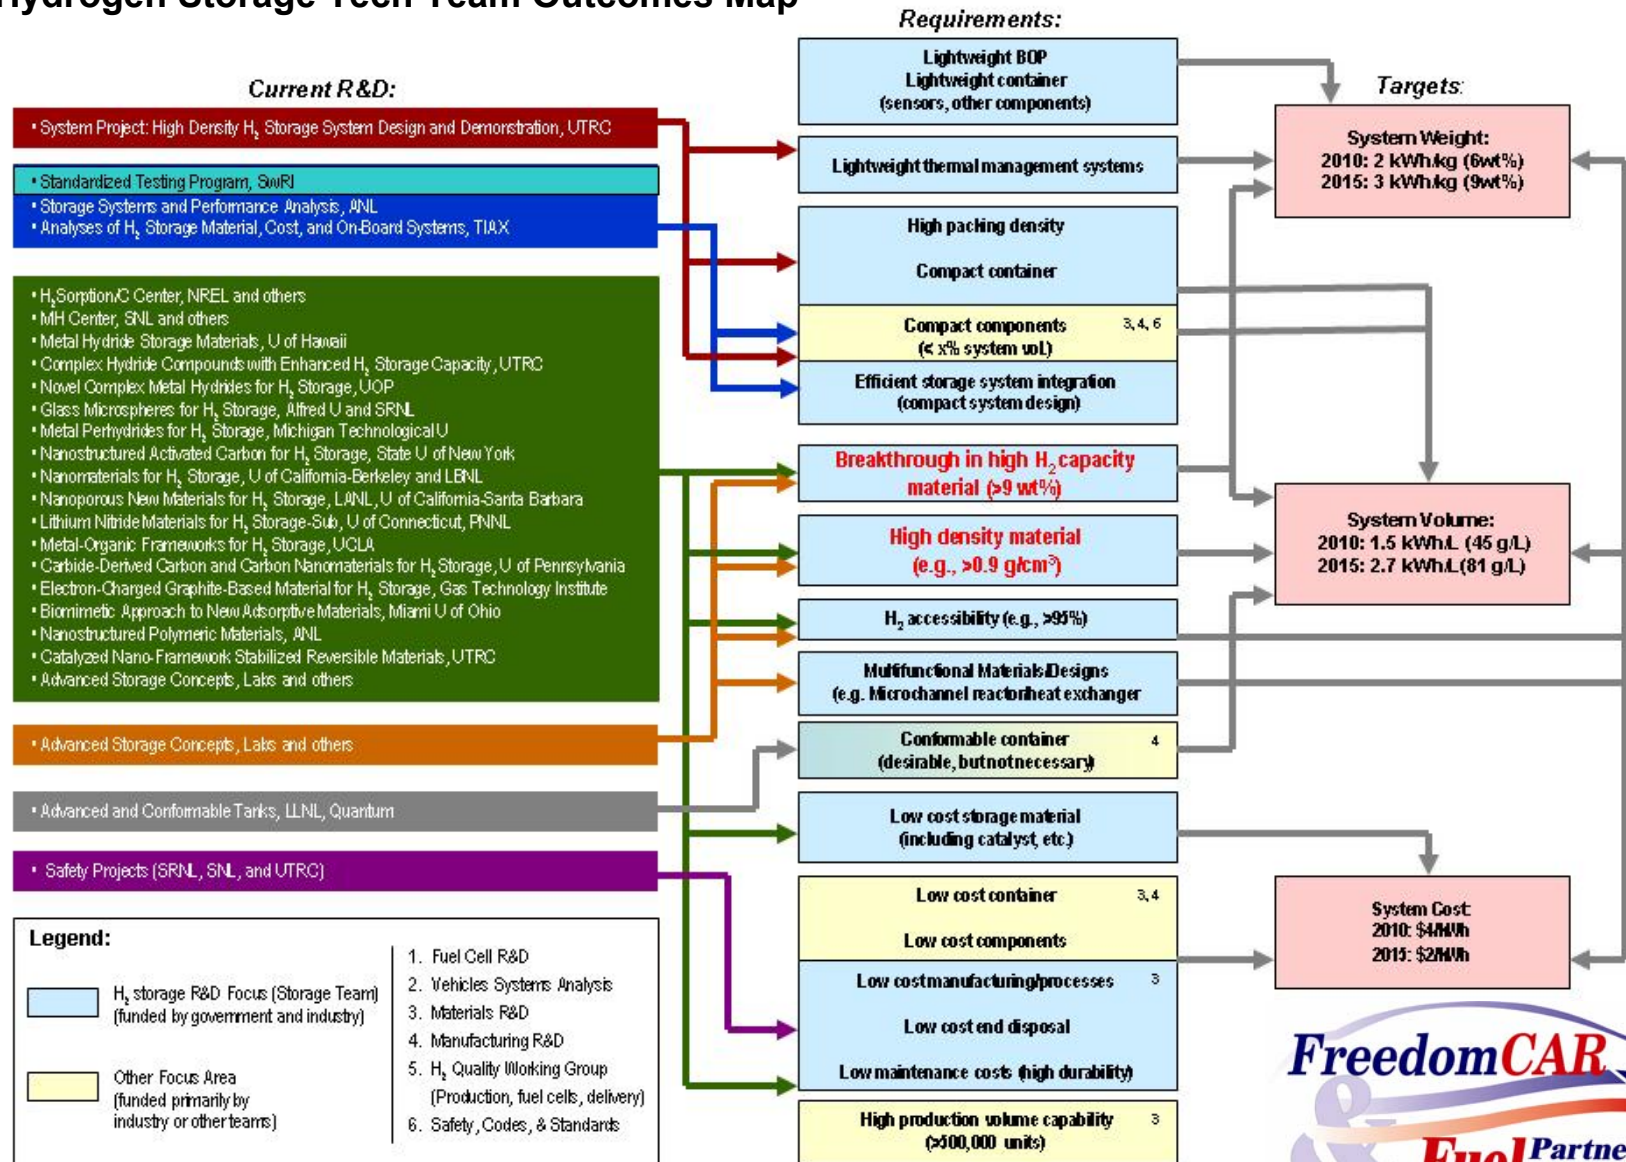 Hydrogen Storage Tech Team Outcomes Map
Requirements:
Current R&D:
Targets:
• System Project: High Density H₂ Storage System Design and Demonstration, UTRC
• Standardized Testing Program, SwRI
• Storage Systems and Performance Analysis, ANL
• Analyses of H₂ Storage Material, Cost, and On-Board Systems, TIAX
• H₂Sorption/C Center, NREL and others
• MH Center, SNL and others
• Metal Hydride Storage Materials, U of Hawaii
• Complex Hydride Compounds with Enhanced H₂ Storage Capacity, UTRC
• Novel Complex Metal Hydrides for H₂ Storage, UOP
• Glass Microspheres for H₂ Storage, Alfred U and SRNL
• Metal Perhydrides for H₂ Storage, Michigan Technological U
• Nanostructured Activated Carbon for H₂ Storage, State U of New York
• Nanomaterials for H₂ Storage, U of California-Berkeley and LBNL
• Nanoporous New Materials for H₂ Storage, LANL, U of California-Santa Barbara
• Lithium Nitride Materials for H₂ Storage-Sub, U of Connecticut, PNNL
• Metal-Organic Frameworks for H₂ Storage, UCLA
• Carbide-Derived Carbon and Carbon Nanomaterials for H₂ Storage, U of Pennsylvania
• Electron-Charged Graphite-Based Material for H₂ Storage, Gas Technology Institute
• Biomimetic Approach to New Adsorptive Materials, Miami U of Ohio
• Nanostructured Polymeric Materials, ANL
• Catalyzed Nano-Framework Stabilized Reversible Materials, UTRC
• Advanced Storage Concepts, Labs and others
• Advanced Storage Concepts, Labs and others
• Advanced and Conformable Tanks, LLNL, Quantum
• Safety Projects (SRNL, SNL, and UTRC)
Legend:
H₂ storage R&D Focus (Storage Team)
(funded by government and industry)
Other Focus Area
(funded primarily by
industry or other teams)
1. Fuel Cell R&D
2. Vehicles Systems Analysis
3. Materials R&D
4. Manufacturing R&D
5. H₂ Quality Working Group
(Production, fuel cells, delivery)
6. Safety, Codes, & Standards
Lightweight BOP
Lightweight container
(sensors, other components)
Lightweight thermal management systems
High packing density
Compact container
Compact components 3, 4, 6
(< x% system vol.)
Efficient storage system integration
(compact system design)
Breakthrough in high H₂ capacity
material (>9 wt%)
High density material
(e.g., >0.9 g/cm³)
H₂ accessibility (e.g., >95%)
Multifunctional Materials/Designs
(e.g. Microchannel reactor/heat exchanger
Conformable container 4
(desirable, but not necessary)
Low cost storage material
(including catalyst, etc.)
Low cost container 3, 4
Low cost components
Low cost manufacturing/processes 3
Low cost end disposal
Low maintenance costs (high durability)
High production volume capability 3
(>500,000 units)
System Weight:
2010: 2 kWh/kg (6wt%)
2015: 3 kWh/kg (9wt%)
System Volume:
2010: 1.5 kWh/L (45 g/L)
2015: 2.7 kWh/L (81 g/L)
System Cost:
2010: $4/kWh
2015: $2/kWh
FreedomCAR
&
Fuel Partne